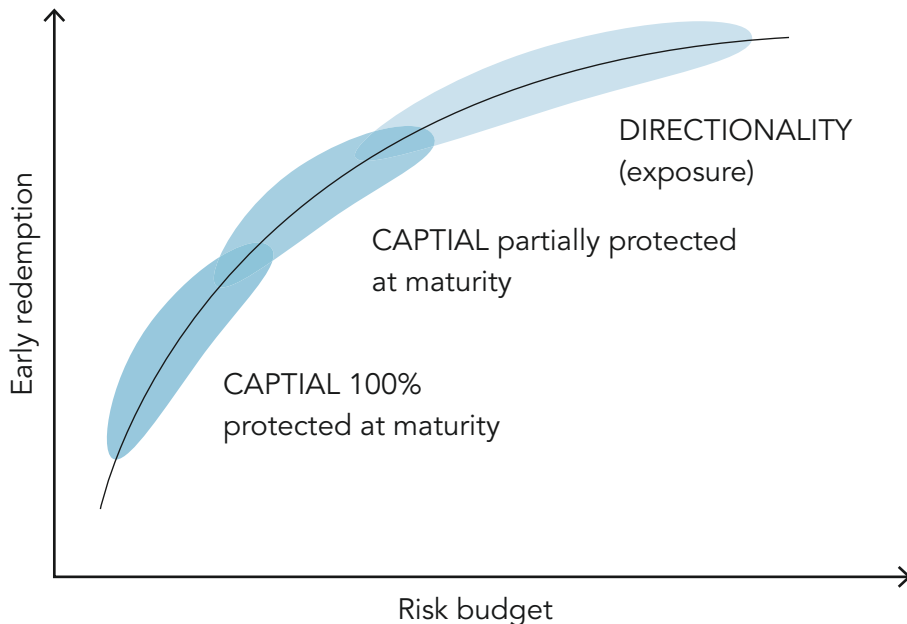 Early redemption
DIRECTIONALITY
(exposure)
CAPTIAL partially protected
at maturity
CAPTIAL 100%
protected at maturity
Risk budget